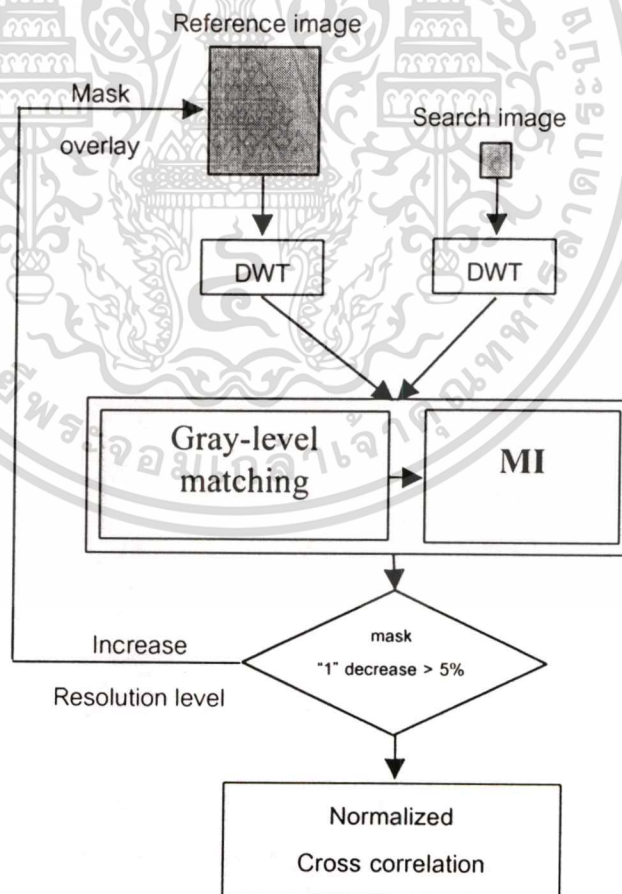 Reference image
Mask
overlay
Search image
DWT
DWT
Gray-level
matching
MI
Increase
Resolution level
mask
"1" decrease > 5%
Normalized
Cross correlation